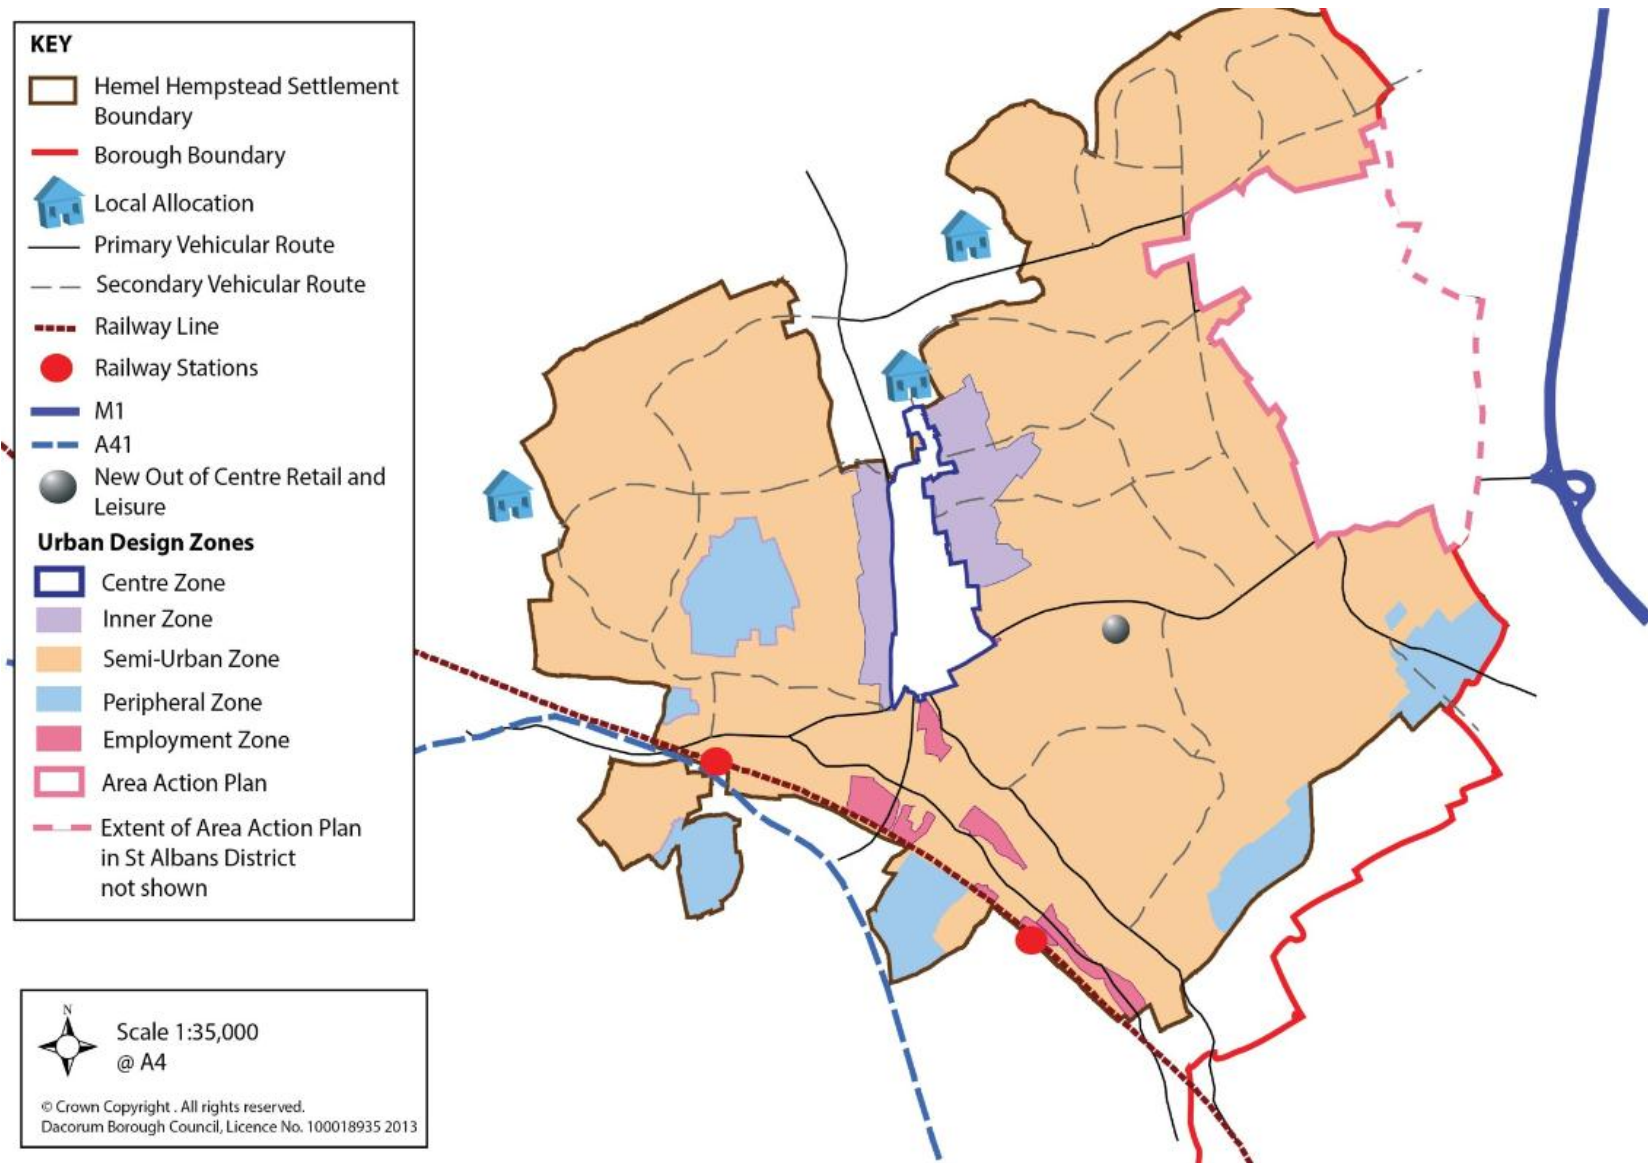 KEY
Hemel Hempstead Settlement
Boundary
Borough Boundary
Local Allocation
Primary Vehicular Route
Secondary Vehicular Route
Railway Line
Railway Stations
M1
A41
New Out of Centre Retail and
Leisure
Urban Design Zones
Centre Zone
Inner Zone
Semi-Urban Zone
Peripheral Zone
Employment Zone
Area Action Plan
Extent of Area Action Plan
in St Albans District
not shown
N
Scale 1:35,000
@ A4
© Crown Copyright . All rights reserved.
Dacorum Borough Council, Licence No. 100018935 2013